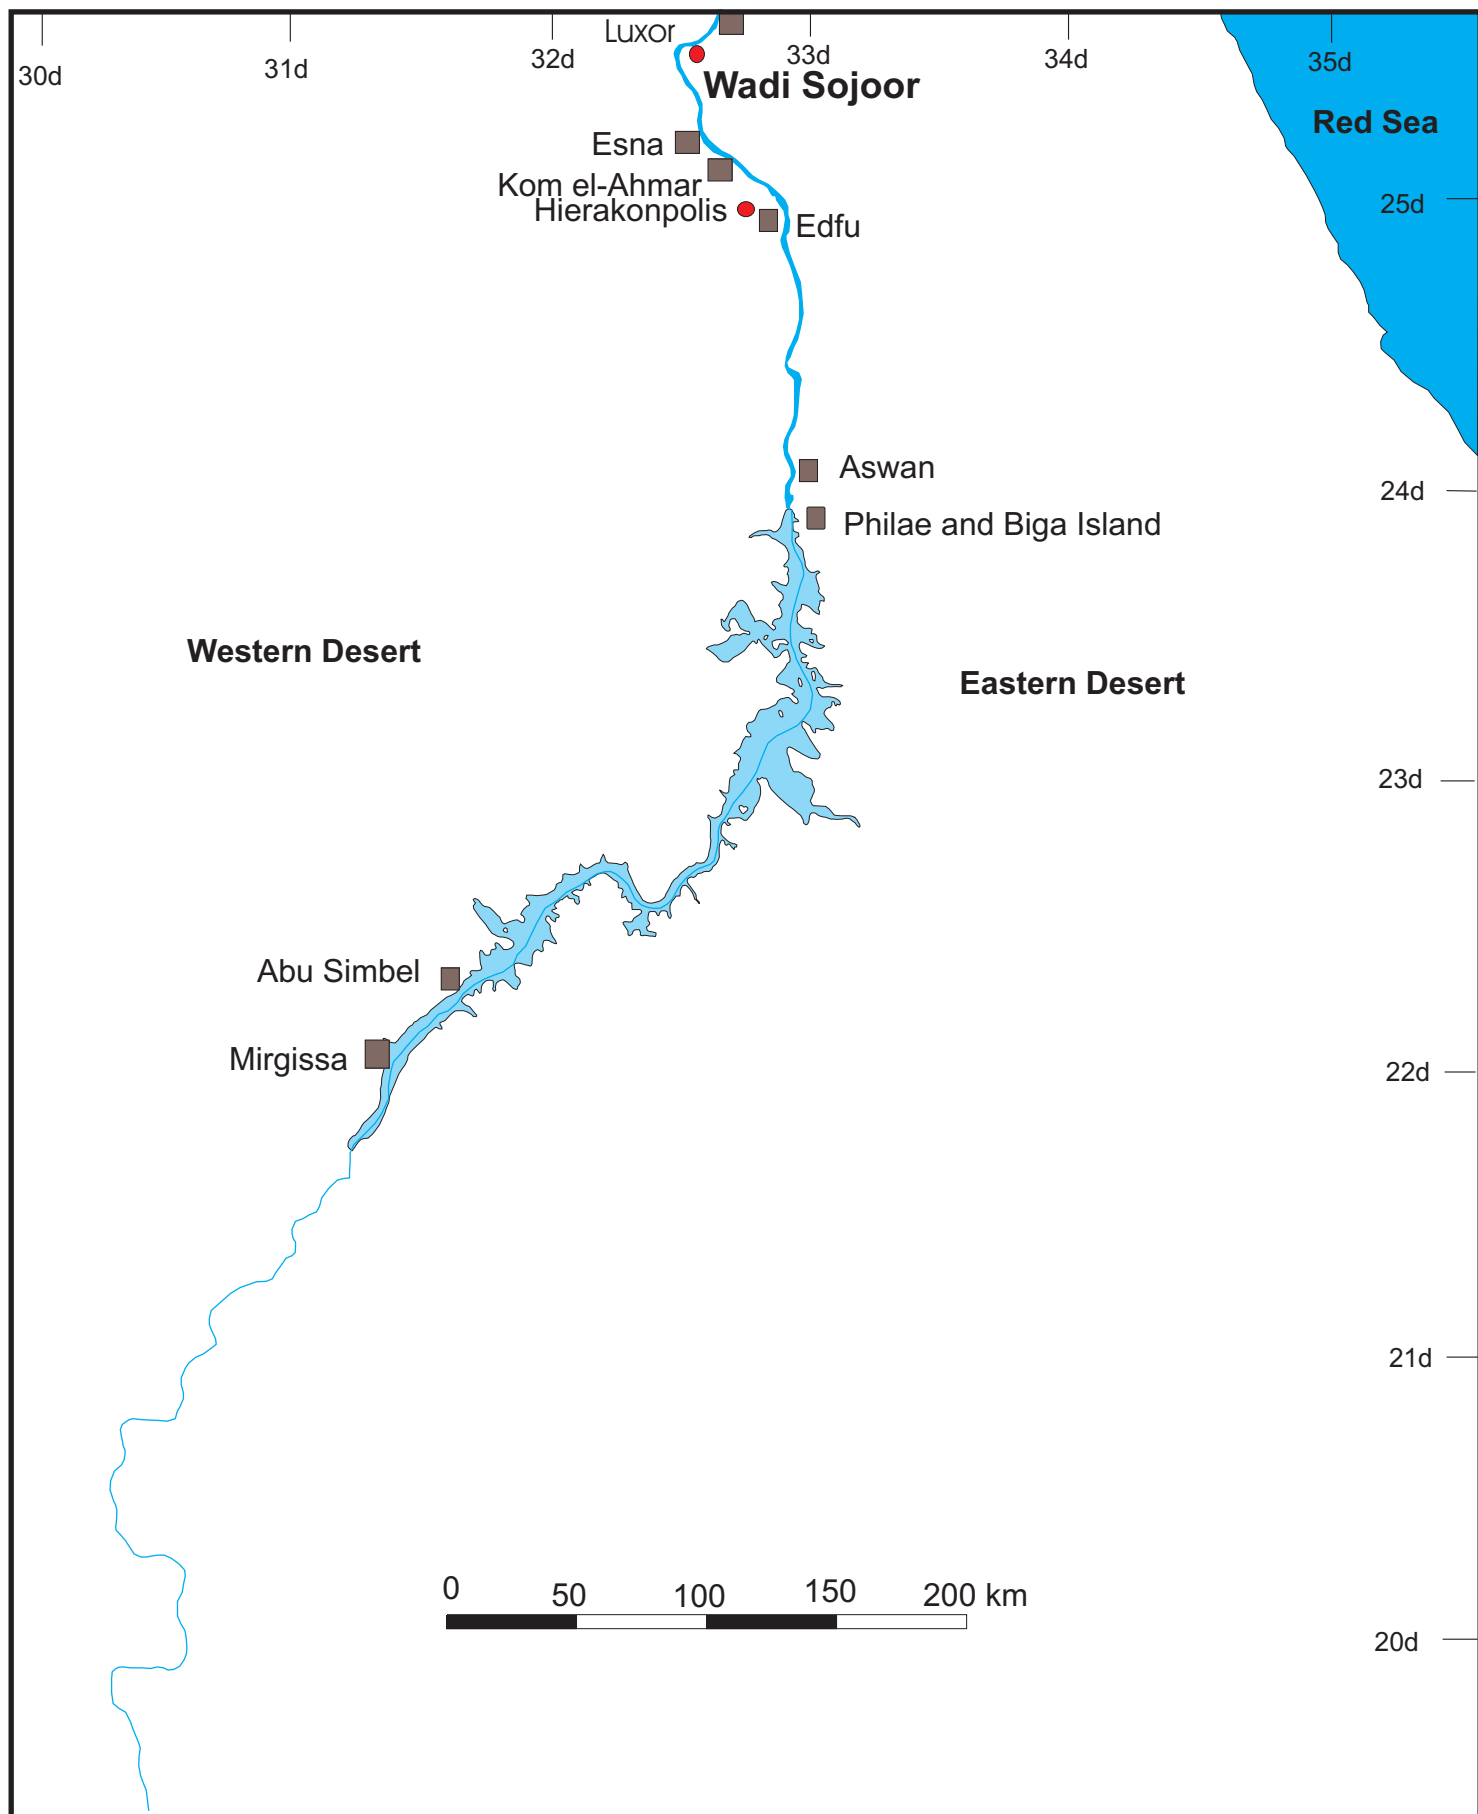 Luxor
30d
31d
32d
33d
34d
35d
Wadi Sojoor
Red Sea
Esna
Kom el-Ahmar
Hierakonpolis
Edfu
25d
Aswan
24d
Philae and Biga Island
Western Desert
Eastern Desert
23d
Abu Simbel
Mirgissa
22d
21d
0 50 100 150 200 km
20d